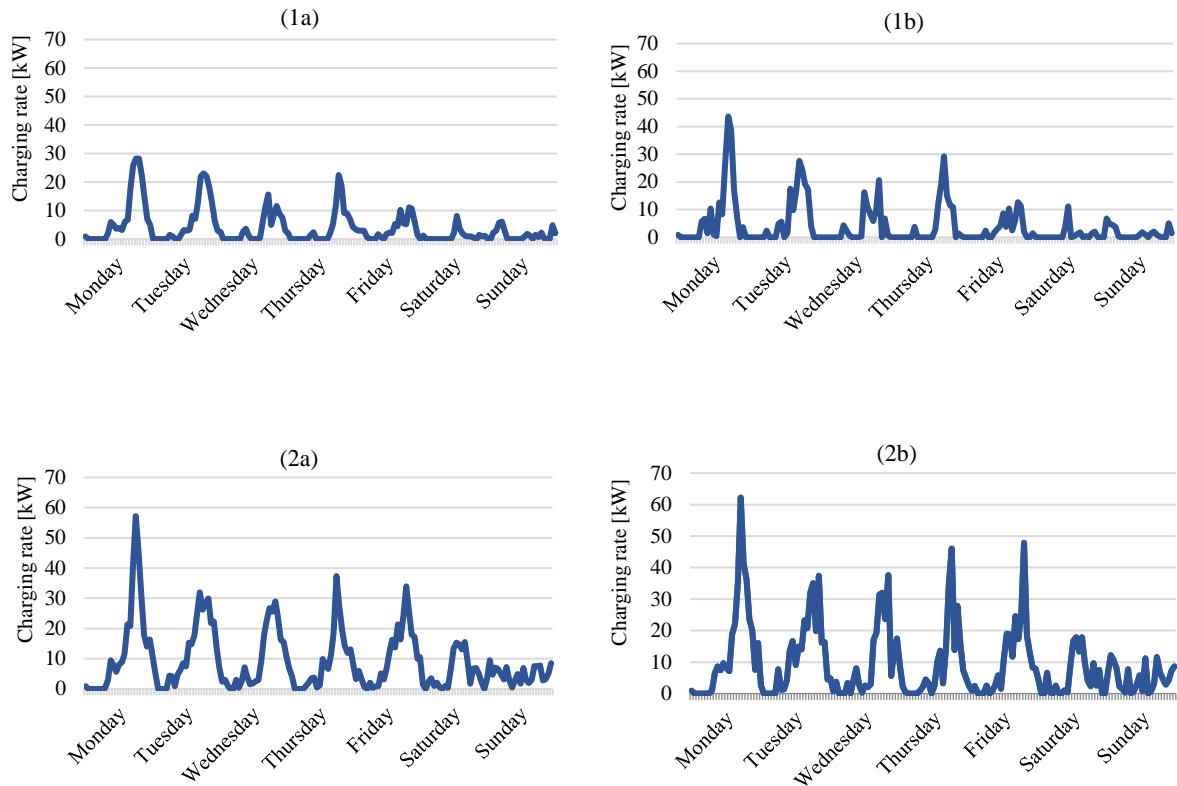 (1a)
Charging rate [kW]
70
60
50
40
30
20
10
0
Monday
Tuesday
Wednesday
Thursday
Friday
Saturday
Sunday
(1b)
Charging rate [kW]
70
60
50
40
30
20
10
0
Monday
Tuesday
Wednesday
Thursday
Friday
Saturday
Sunday
(2a)
Charging rate [kW]
70
60
50
40
30
20
10
0
Monday
Tuesday
Wednesday
Thursday
Friday
Saturday
Sunday
(2b)
Charging rate [kW]
70
60
50
40
30
20
10
0
Monday
Tuesday
Wednesday
Thursday
Friday
Saturday
Sunday